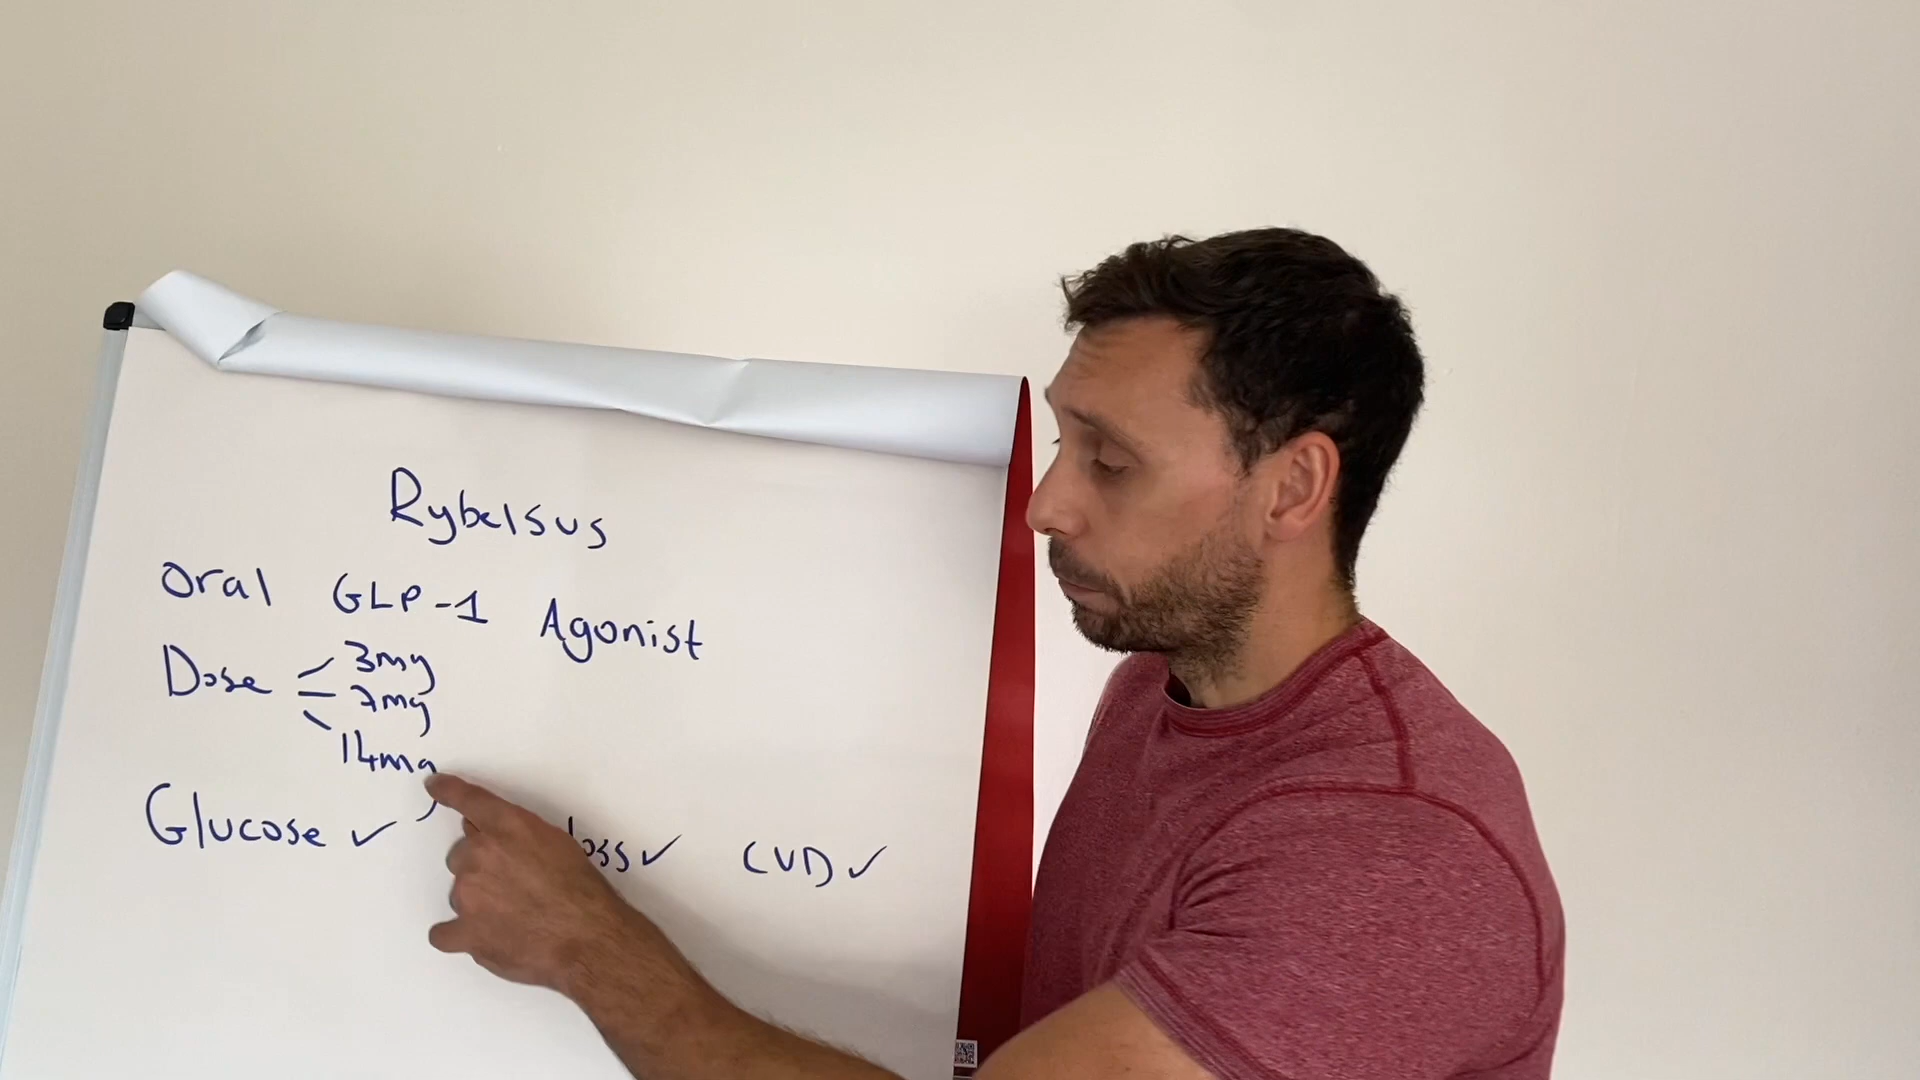 Rybelsus
Oral GLP-1 Agonist
Dose 3mg
7mg
14mg
Glucose ✓ loss ✓ CVD ✓